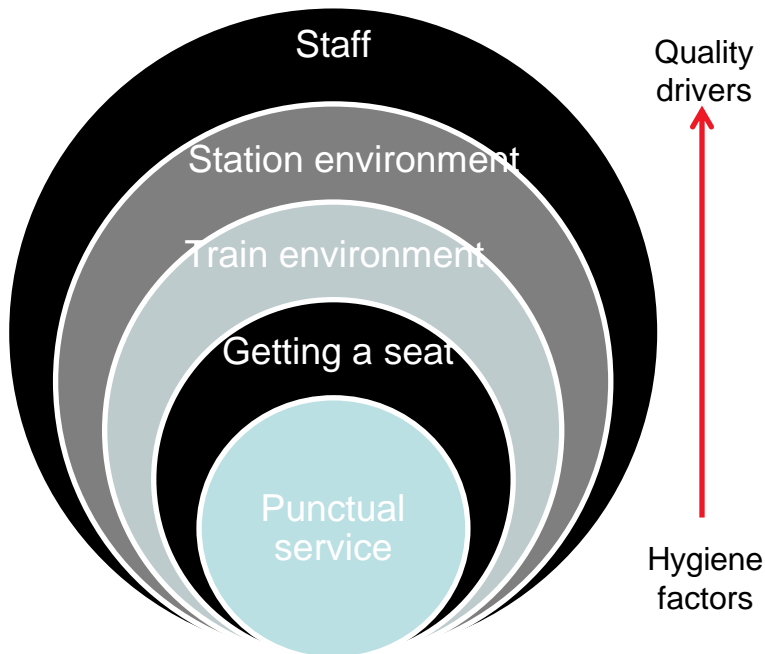 Staff
Station environment
Train environment
Getting a seat
Punctual
service
Quality
drivers
Hygiene
factors